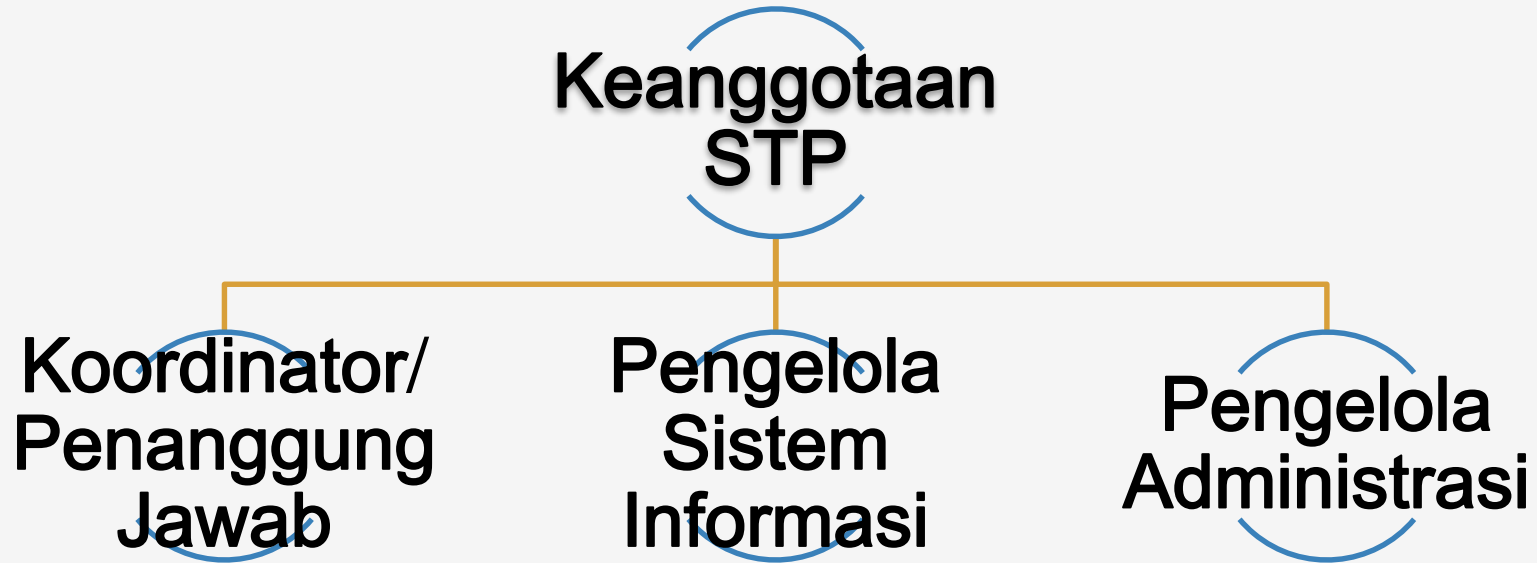 Keanggotaan
STP
Koordinator/
Penanggung
Jawab
Pengelola
Sistem
Informasi
Pengelola
Administrasi